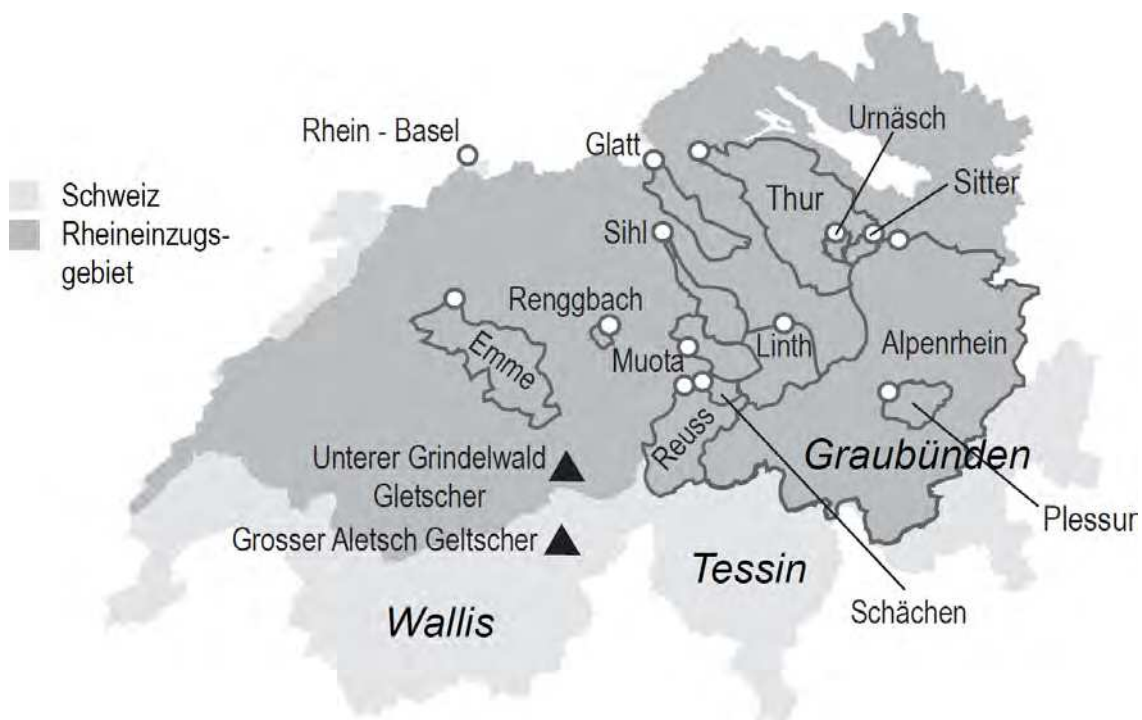 Rhein - Basel
Glatt
Urnäsch
Thur
Sitter
Schweiz
Rheineinzugs-
gebiet
Sihl
Renggbach
Emme
Muota
Linth
Alpenrhein
Reuss
Graubünden
Unterer Grindelwald
Gletscher
Plessur
Grosser Aletsch Geltscher
Tessin
Schächen
Wallis